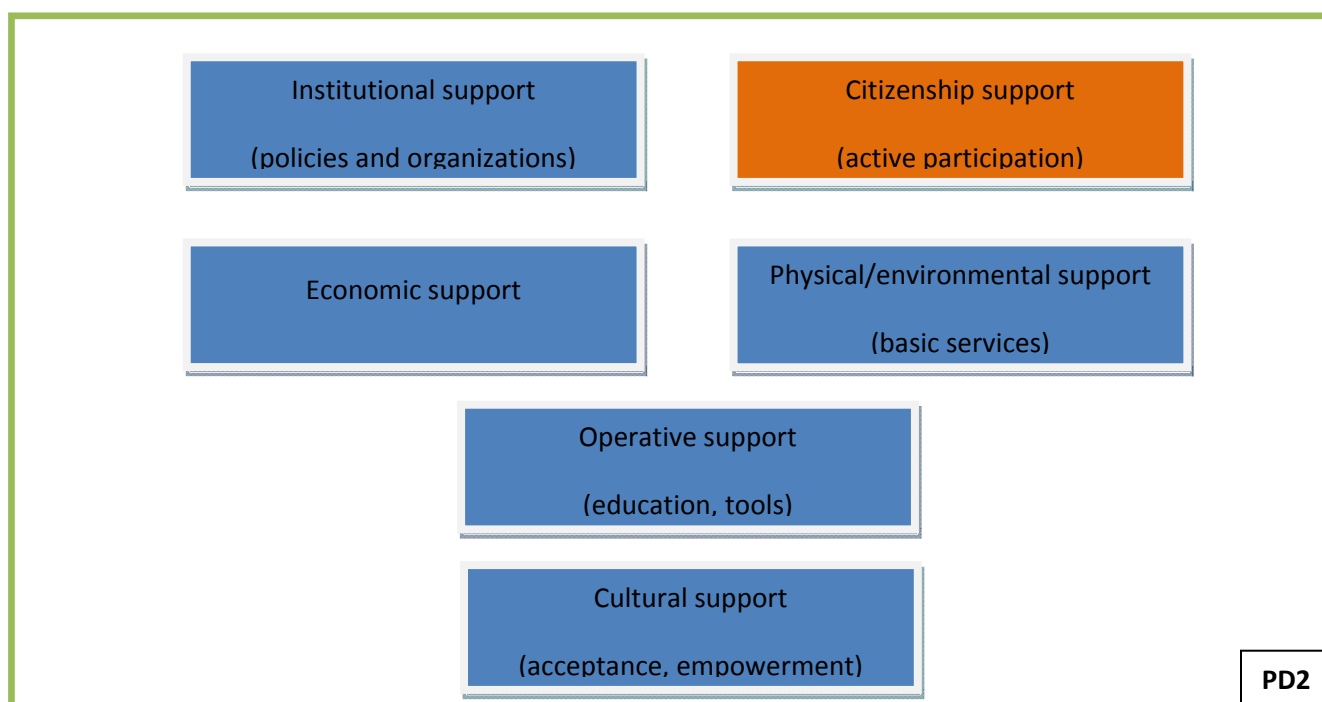 Institutional support
(policies and organizations)
Citizenship support
(active participation)
Economic support
Physical/environmental support
(basic services)
Operative support
(education, tools)
Cultural support
(acceptance, empowerment)
PD2